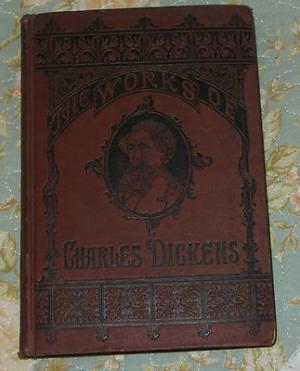 THE WORKS OF
CHARLES DICKENS